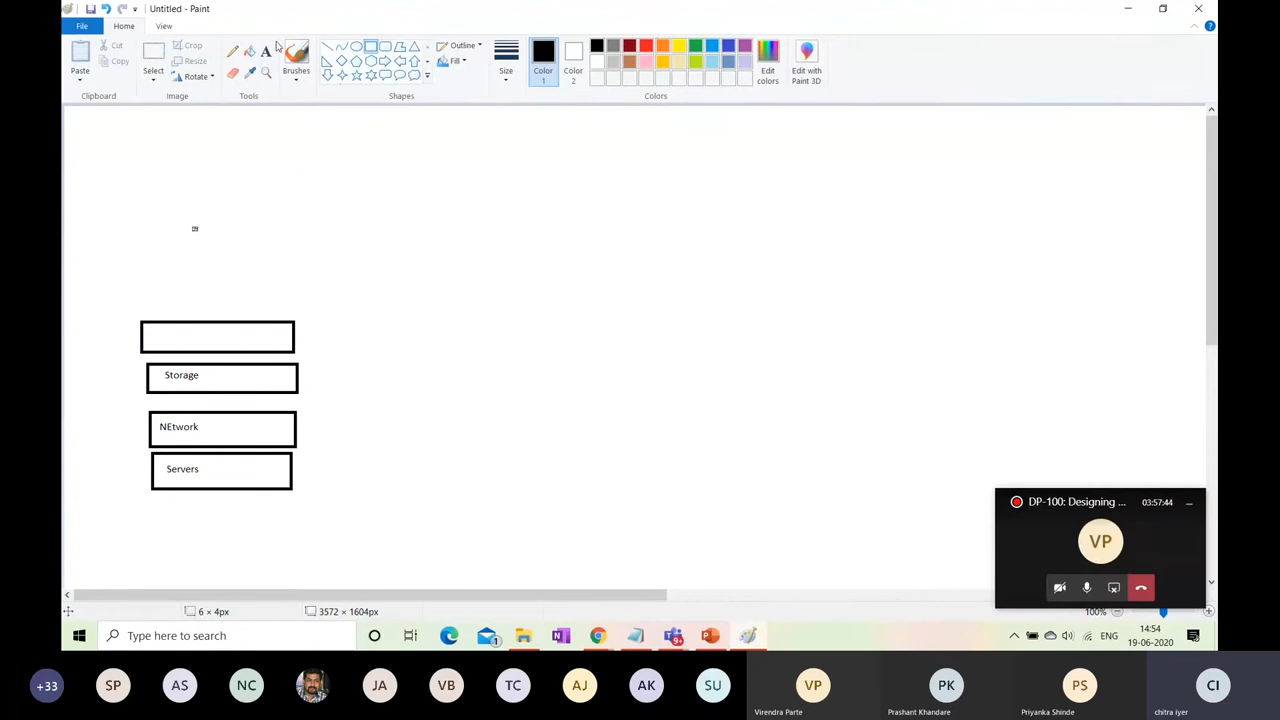 Untitled - Paint
File Home View
Paste
Cut
Copy
Clipboard
Select
Crop
Resize
Rotate
Image
A
Tools
Brushes
Outline
Fill
Shapes
Size
Color 1
Color 2
Edit colors
Colors
Edit with Paint 3D
Storage
NEtwork
Servers
DP-100: Designing ... 03:57:44
VP
6 × 4px
3572 × 1604px
100%
Type here to search
1
9+
ENG
14:54
19-06-2020
+33
SP
AS
NC
JA
VB
TC
AJ
AK
SU
VP
Virendra Parte
PK
Prashant Khandare
PS
Priyanka Shinde
CI
chitra iyer